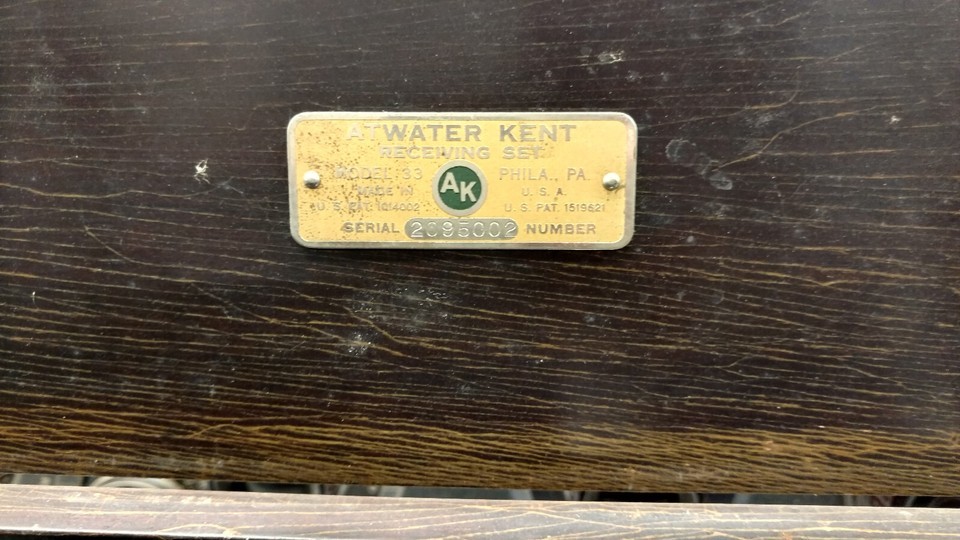 ATWATER KENT
RECEIVING SET
MODEL 33 AK PHILA., PA.
MADE IN U. S. A.
U. S. PAT. 1014002 U. S. PAT. 1519621
SERIAL 2095002 NUMBER